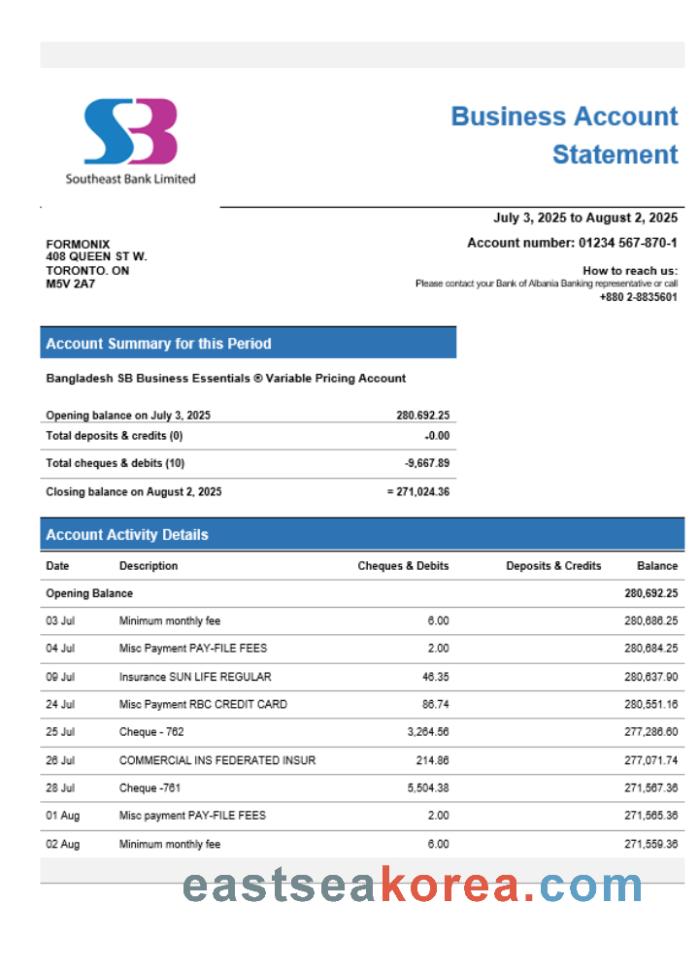 Southeast Bank Limited
Business Account
Statement
July 3, 2025 to August 2, 2025
Account number: 01234 567-870-1
FORMONIX
408 QUEEN ST W.
TORONTO. ON
M5V 2A7
How to reach us:
Please contact your Bank of Albania Banking representative or call
+880 2-8835601
Account Summary for this Period
Bangladesh SB Business Essentials ® Variable Pricing Account
Opening balance on July 3, 2025 280.692.25
Total deposits & credits (0) -0.00
Total cheques & debits (10) -9,667.89
Closing balance on August 2, 2025 = 271,024.36
Account Activity Details
Date Description Cheques & Debits Deposits & Credits Balance
Opening Balance 280,692.25
03 Jul Minimum monthly fee 6.00 280,686.25
04 Jul Misc Payment PAY-FILE FEES 2.00 280,684.25
09 Jul Insurance SUN LIFE REGULAR 46.35 280,637.90
24 Jul Misc Payment RBC CREDIT CARD 86.74 280,551.16
25 Jul Cheque - 762 3,264.56 277,286.60
26 Jul COMMERCIAL INS FEDERATED INSUR 214.86 277,071.74
28 Jul Cheque -761 5,504.38 271,567.36
01 Aug Misc payment PAY-FILE FEES 2.00 271,565.36
02 Aug Minimum monthly fee 6.00 271,559.36
eastseakorea.com